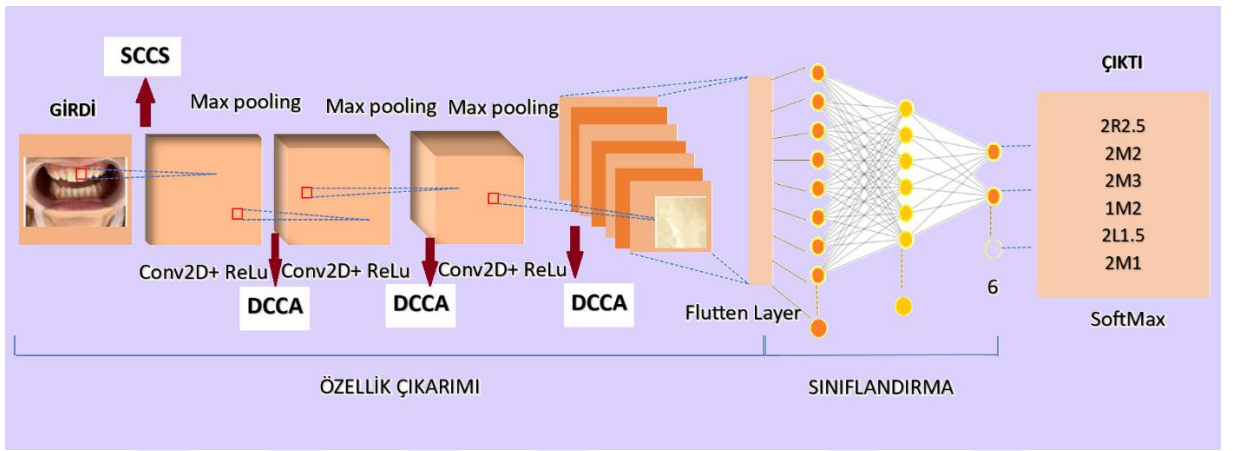 SCCS
GİRDİ
Max pooling
Max pooling
Max pooling
ÇIKTI
2R2.5
2M2
2M3
1M2
2L1.5
2M1
Conv2D+ ReLu
Conv2D+ ReLu
Conv2D+ ReLu
DCCA
DCCA
DCCA
Flutten Layer
6
SoftMax
ÖZELLİK ÇIKARIMI
SINIFLANDIRMA